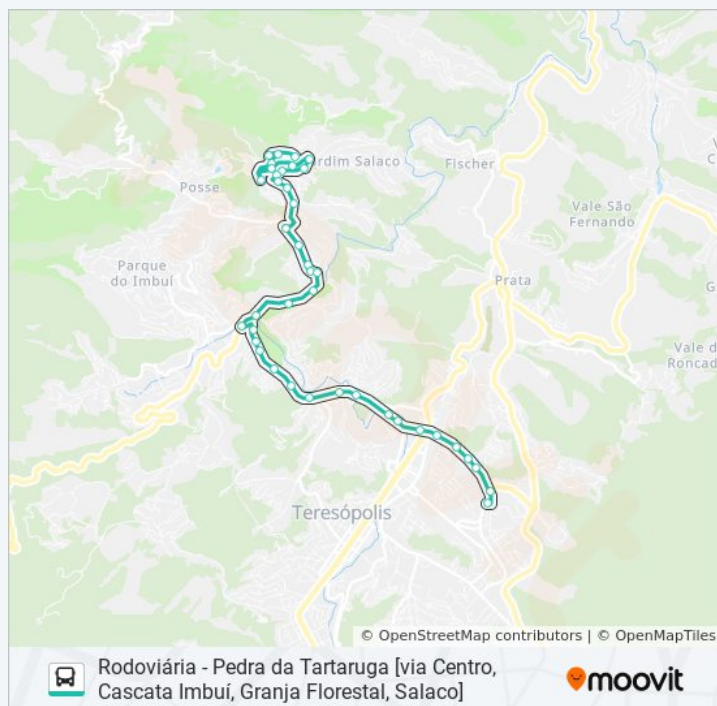 Jardim Salaco
Fischer
Posse
Vale São
Fernando
Parque
do Imbuí
Prata
Vale d
Roncad
Teresópolis
© OpenStreetMap contributors | © OpenMapTiles
Rodoviária - Pedra da Tartaruga [via Centro,
Cascata Imbuí, Granja Florestal, Salaco]
moovit